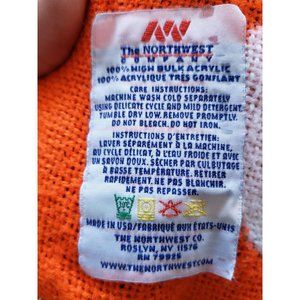 The NORTHWEST
COMPANY
100% HIGH BULK ACRYLIC
100% ACRYLIQUE TRÈS GONFLANT
CARE INSTRUCTIONS:
MACHINE WASH COLD SEPARATELY
USING DELICATE CYCLE AND MILD DETERGENT.
TUMBLE DRY LOW. REMOVE PROMPTLY.
DO NOT BLEACH. DO NOT IRON.
INSTRUCTIONS D'ENTRETIEN:
LAVER SÉPARÉMENT À LA MACHINE,
AU CYCLE DÉLICAT, À L'EAU FROIDE ET AVEC
UN SAVON DOUX. SÉCHER PAR CULBUTAGE
À BASSE TEMPÉRATURE. RETIRER
RAPIDEMENT. NE PAS BLANCHIR.
NE PAS REPASSER.
MADE IN USA/FABRIQUÉ AUX ÉTATS-UNIS
THE NORTHWEST CO.
ROSLYN, NY 11576
RN 79925
WWW.THENORTHWEST.COM